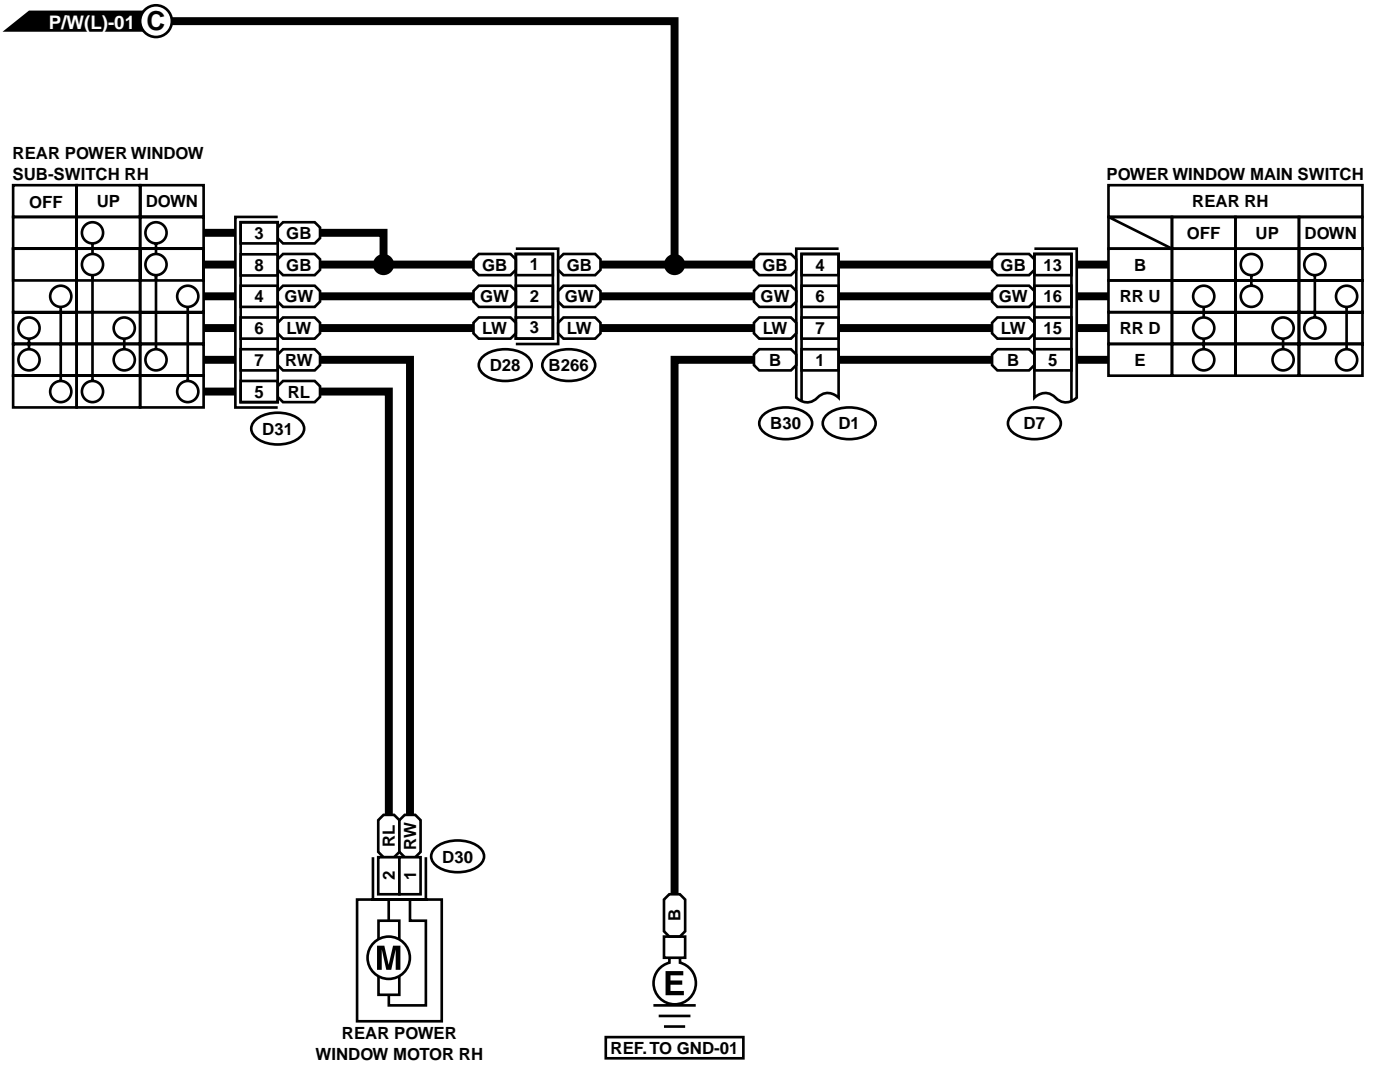 P/W(L)-01 C
REAR POWER WINDOW
SUB-SWITCH RH
OFF UP DOWN
3 GB
8 GB
4 GW
6 LW
7 RW
5 RL
D31
GB 1 GB
GW 2 GW
LW 3 LW
D28 B266
GB 4
GW 6
LW 7
B 1
B30 D1
GB 13
GW 16
LW 15
B 5
D7
POWER WINDOW MAIN SWITCH
REAR RH
OFF UP DOWN
B
RR U
RR D
E
RL RW
2 1
D30
M
REAR POWER
WINDOW MOTOR RH
B
E
REF. TO GND-01